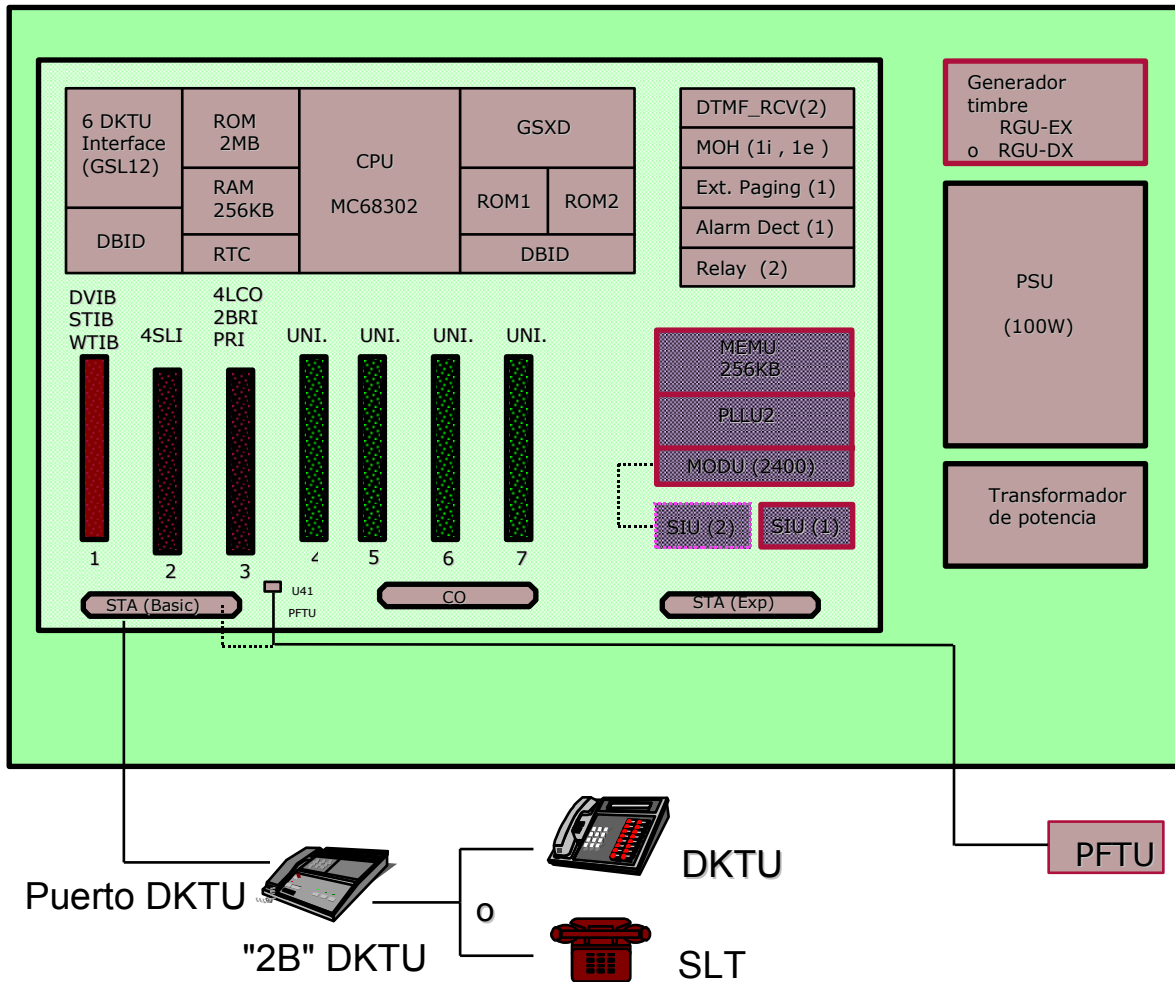 6 DKTU
Interface
(GSL12)
DBID
ROM
2MB
RAM
256KB
RTC
CPU
MC68302
GSXD
ROM1
ROM2
DBID
DTMF_RCV(2)
MOH (1i , 1e )
Ext. Paging (1)
Alarm Dect (1)
Relay (2)
Generador
timbre
RGU-EX
o RGU-DX
PSU
(100W)
Transformador
de potencia
DVIB
STIB
WTIB
4SLI
4LCO
2BRI
PRI
UNI.
UNI.
UNI.
UNI.
MEMU
256KB
PLLU2
MODU (2400)
SIU (2)
SIU (1)
1
2
3
4
5
6
7
STA (Basic)
U41
PFTU
CO
STA (Exp)
PFTU
Puerto DKTU
"2B" DKTU
o
DKTU
SLT